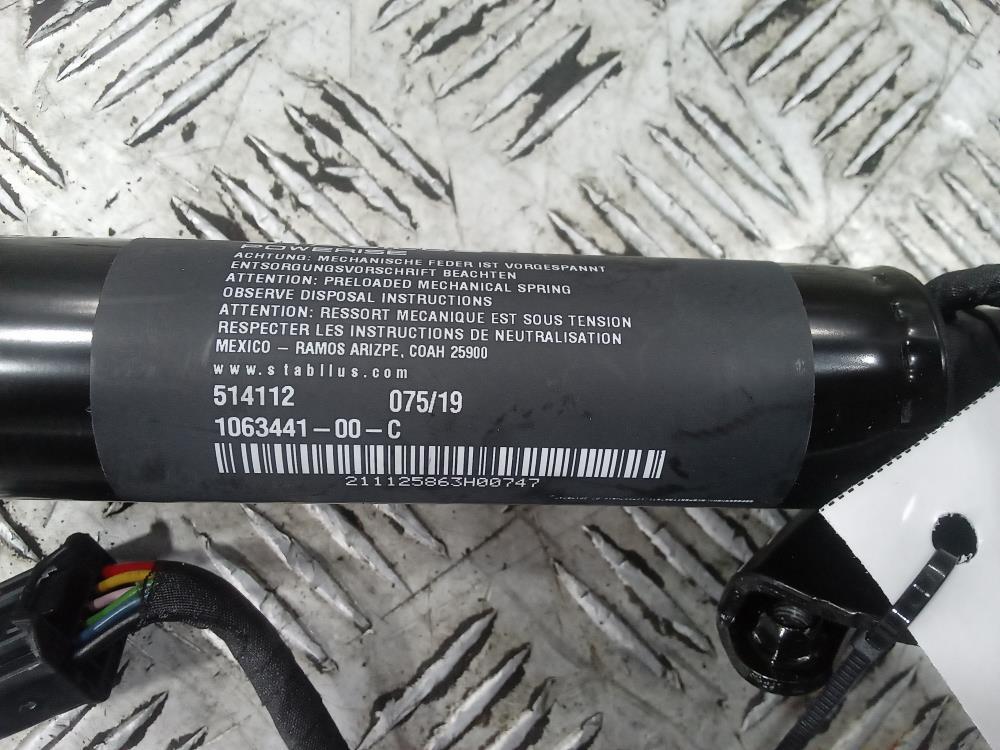 ACHTUNG: MECHANISCHE FEDER IST VORGESPANNT
ENTSORGUNGSVORSCHRIFT BEACHTEN
ATTENTION: PRELOADED MECHANICAL SPRING
OBSERVE DISPOSAL INSTRUCTIONS
ATTENTION: RESSORT MECANIQUE EST SOUS TENSION
RESPECTER LES INSTRUCTIONS DE NEUTRALISATION
MEXICO – RAMOS ARIZPE, COAH 25900
www.stabilus.com
514112 075/19
1063441-00-C
211125863H00747